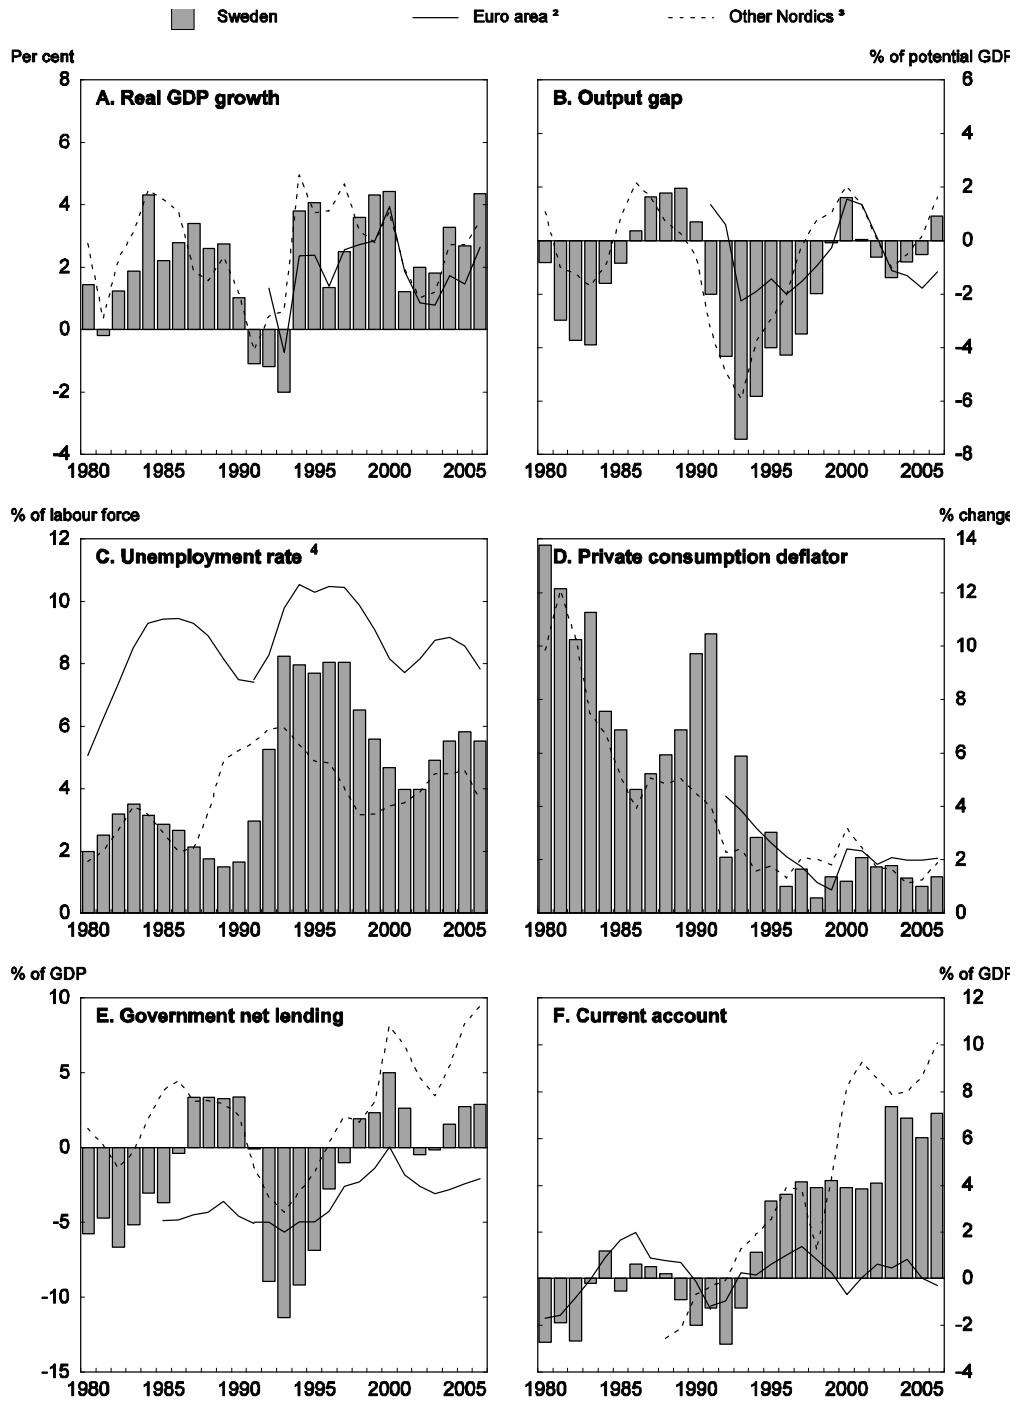 Sweden Euro area ² Other Nordics ³
Per cent
% of potential GDP
A. Real GDP growth
8
6
4
2
0
-2
-4
1980 1985 1990 1995 2000 2005
B. Output gap
6
4
2
0
-2
-4
-6
-8
1980 1985 1990 1995 2000 2005
% of labour force
% change
C. Unemployment rate ⁴
12
10
8
6
4
2
0
1980 1985 1990 1995 2000 2005
D. Private consumption deflator
14
12
10
8
6
4
2
0
1980 1985 1990 1995 2000 2005
% of GDP
% of GDP
E. Government net lending
10
5
0
-5
-10
-15
1980 1985 1990 1995 2000 2005
F. Current account
12
10
8
6
4
2
0
-2
-4
1980 1985 1990 1995 2000 2005